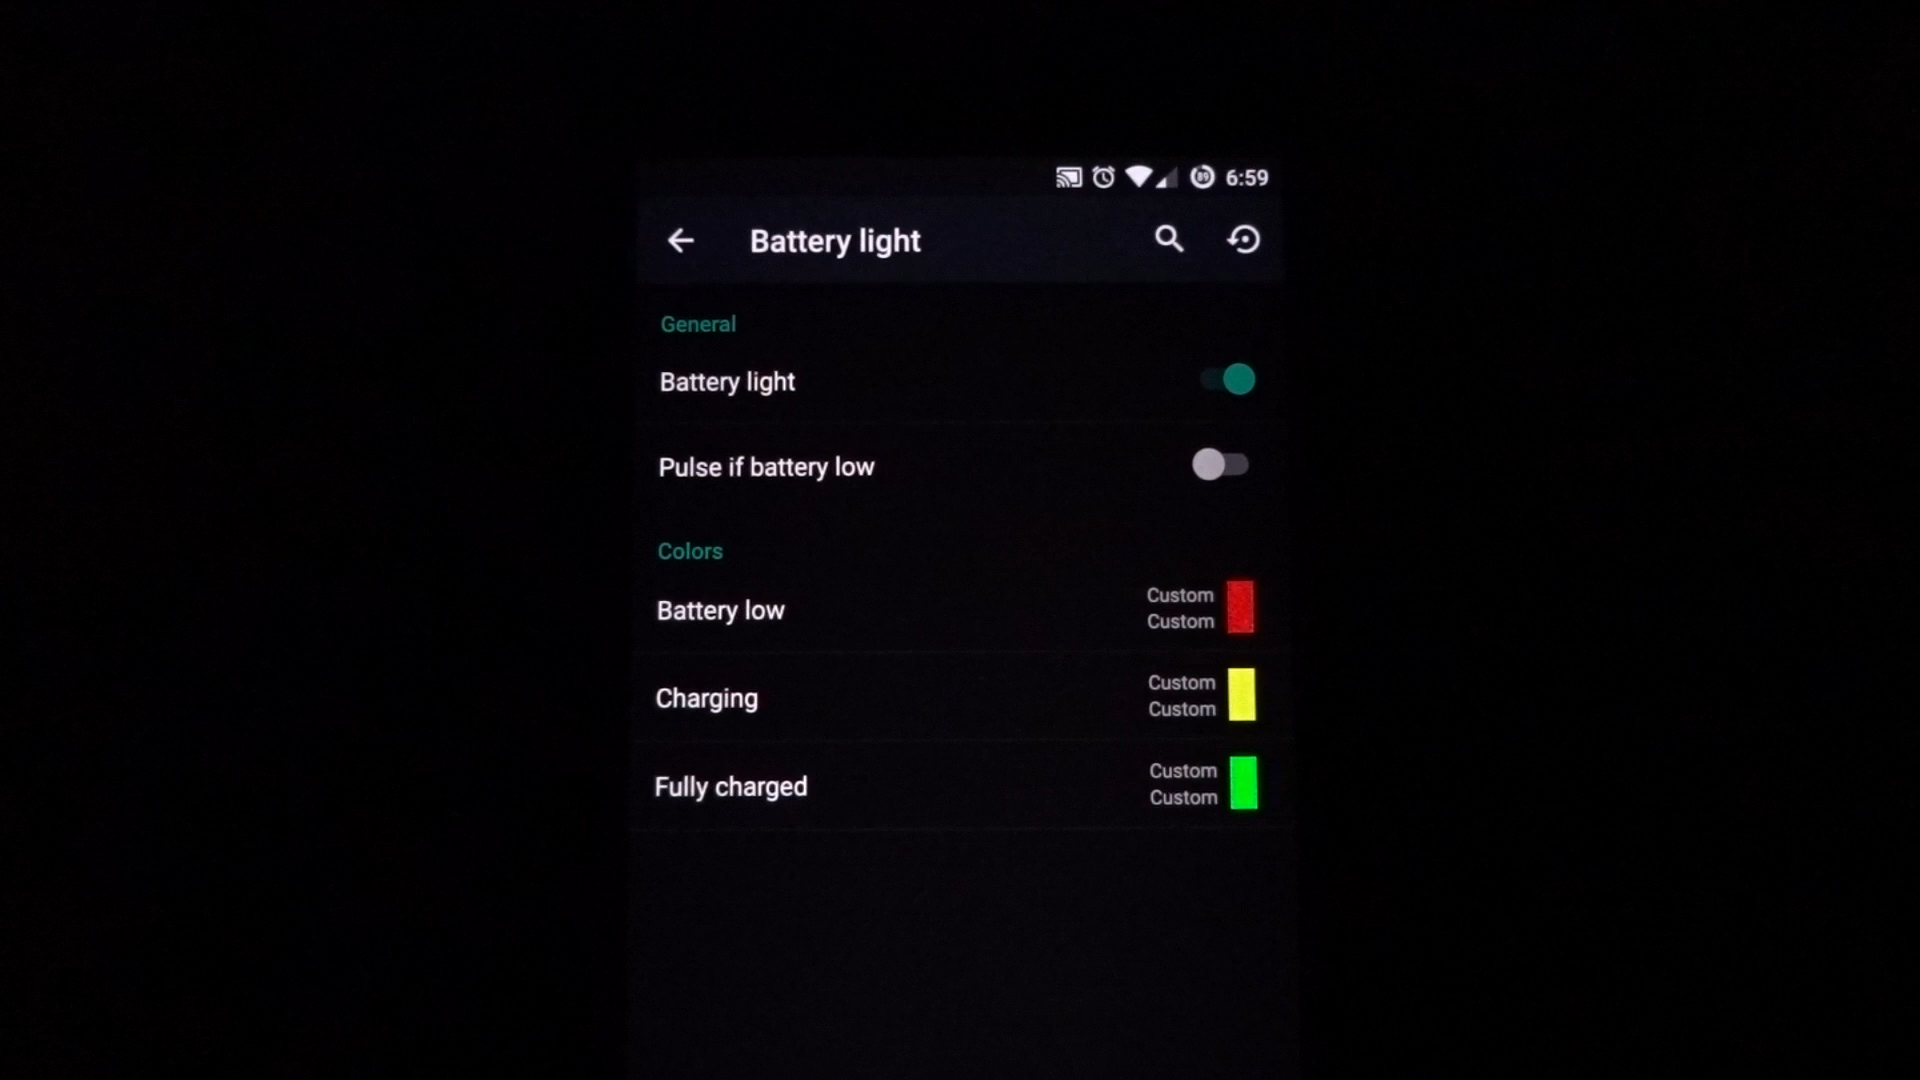 89 6:59
Battery light
General
Battery light
Pulse if battery low
Colors
Battery low
Custom
Custom
Charging
Custom
Custom
Fully charged
Custom
Custom